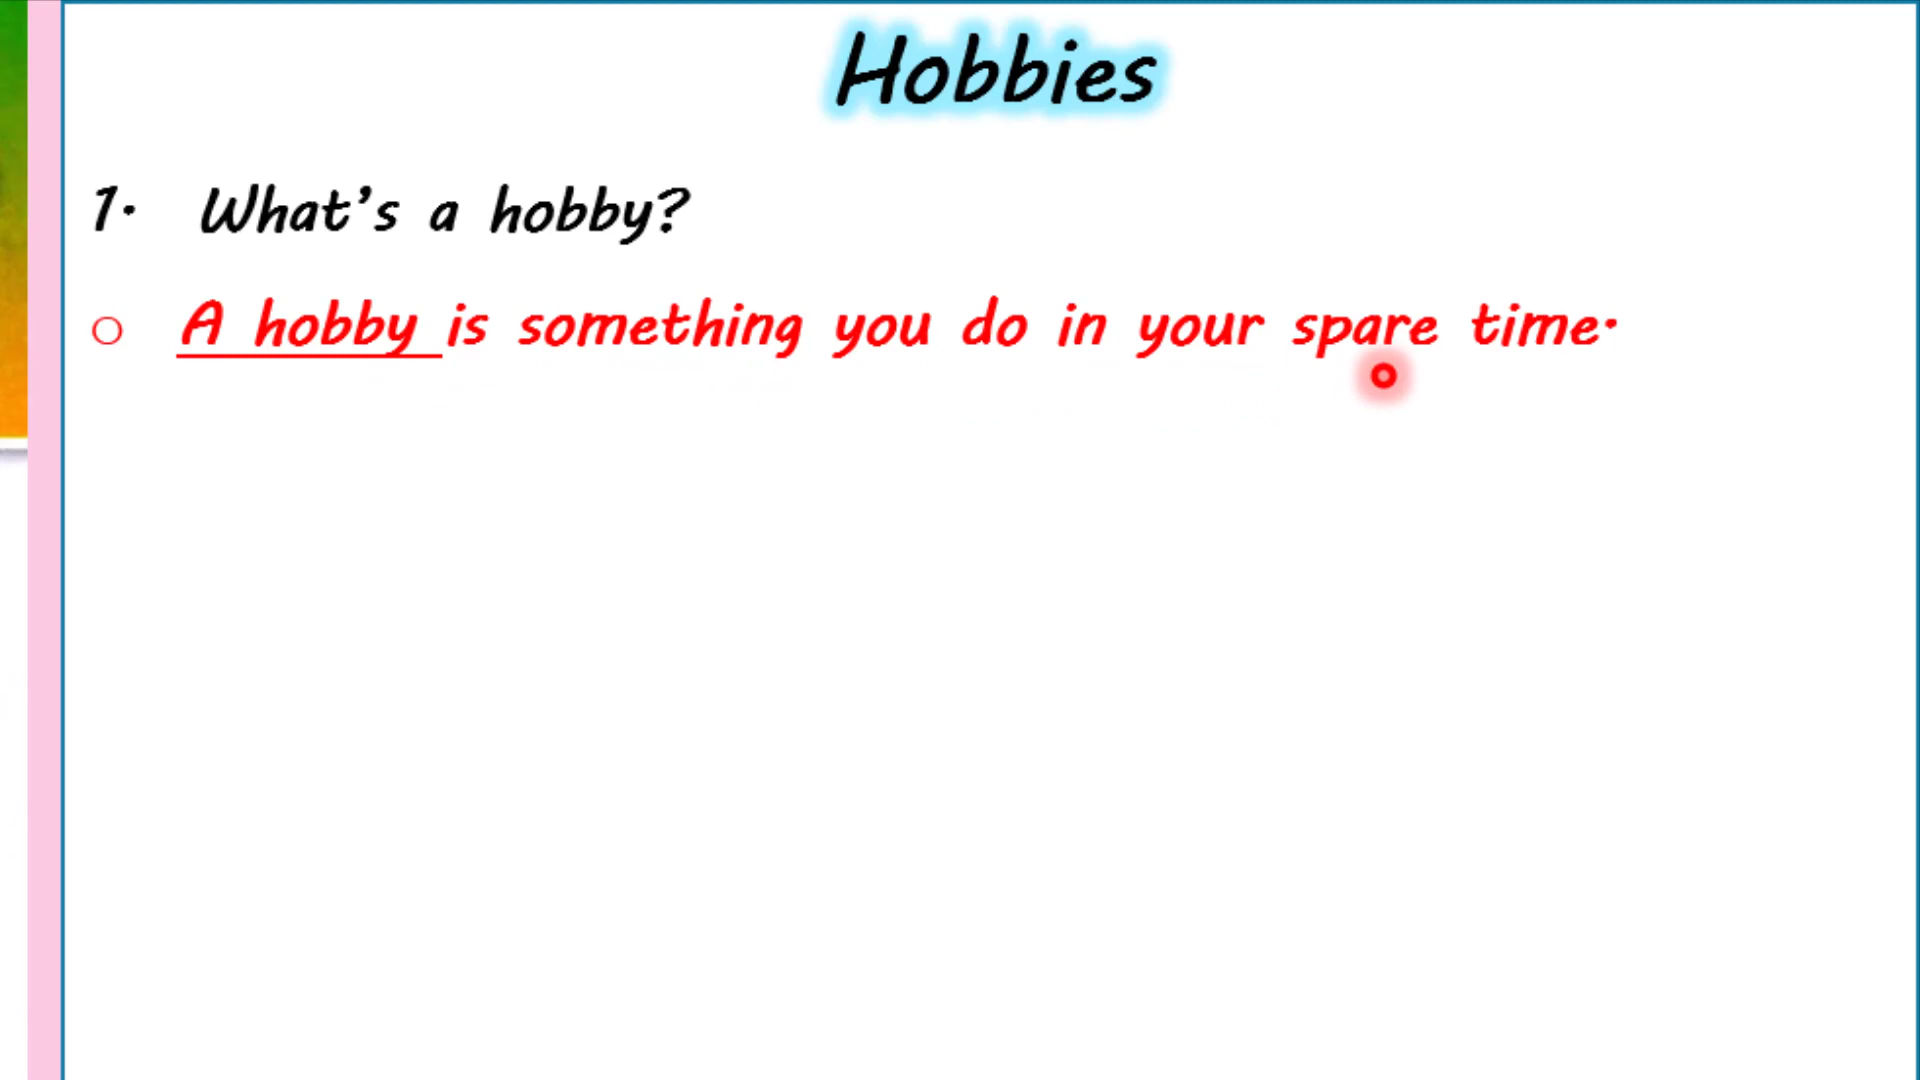 Hobbies
1. What's a hobby?
○ A hobby is something you do in your spare time.